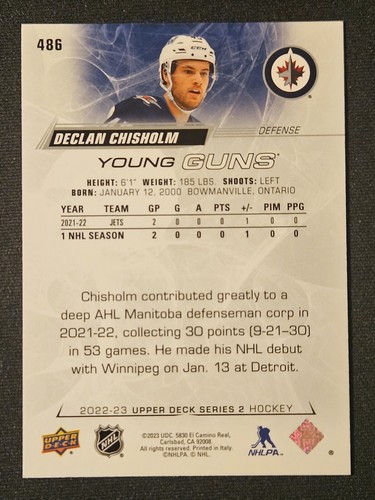 486
DECLAN CHISHOLM
DEFENSE
YOUNG GUNS
HEIGHT: 6'1" WEIGHT: 185 LBS. SHOOTS: LEFT
BORN: JANUARY 12, 2000 BOWMANVILLE, ONTARIO
YEAR TEAM GP G A PTS +/- PIM PPG
2021-22 JETS 2 0 0 0 1 0 0
1 NHL SEASON 2 0 0 0 1 0 0
Chisholm contributed greatly to a
deep AHL Manitoba defenseman corp in
2021-22, collecting 30 points (9-21–30)
in 53 games. He made his NHL debut
with Winnipeg on Jan. 13 at Detroit.
2022-23 UPPER DECK SERIES 2 HOCKEY
UPPER DECK
NHL
©2023 UDC. 5830 El Camino Real,
Carlsbad, CA 92008.
All rights reserved. Printed in Italy.
©NHLPA. © NHL.
NHLPA